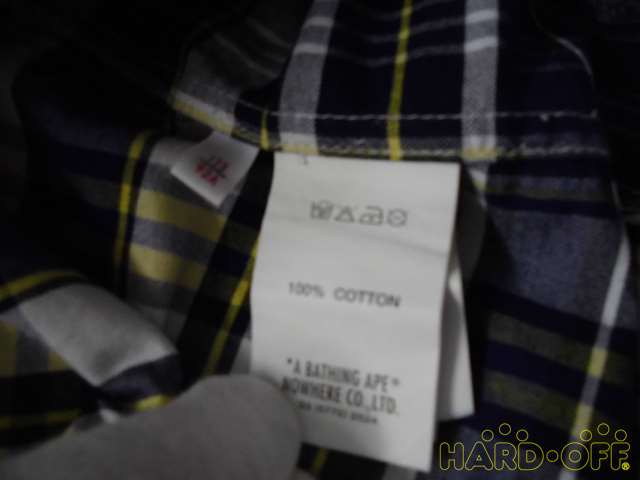 100% COTTON
"A BATHING APE"
NOWHERE CO.,LTD.
HARD·OFF®